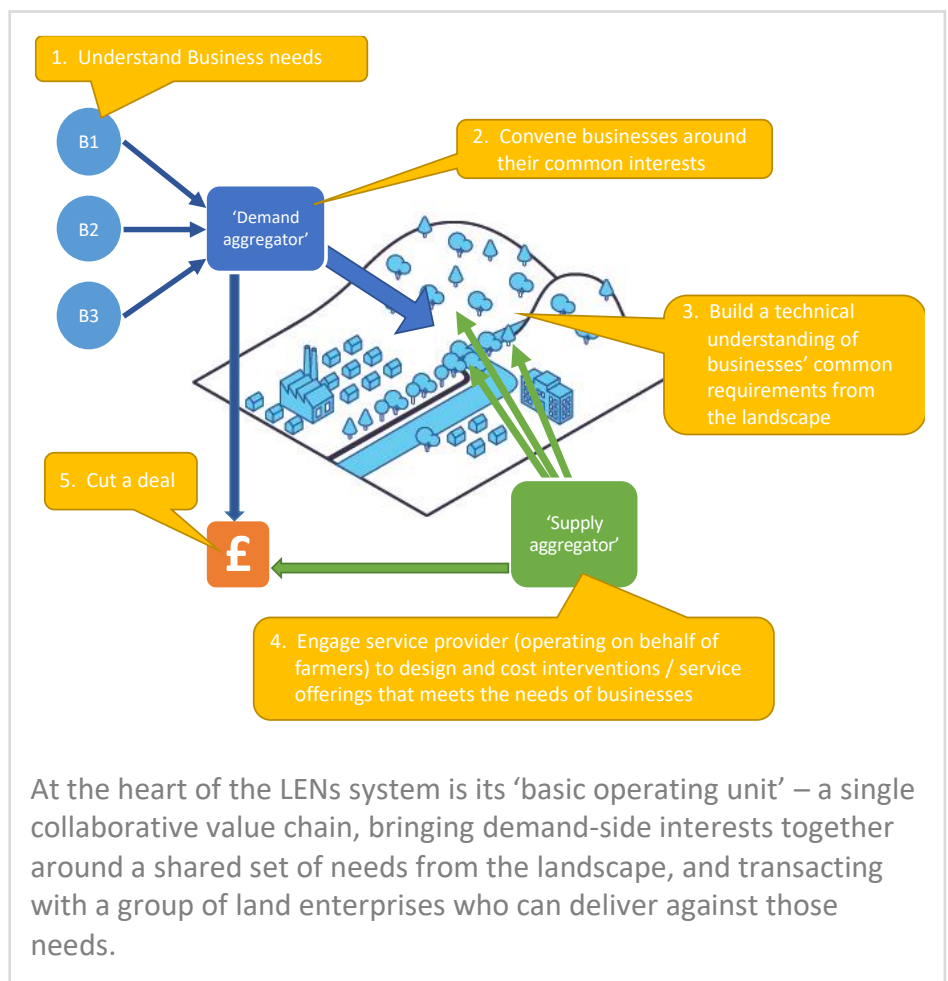 1. Understand Business needs
B1
2. Convene businesses around
their common interests
‘Demand
aggregator’
B2
B3
3. Build a technical
understanding of
businesses’ common
requirements from
the landscape
5. Cut a deal
£
‘Supply
aggregator’
4. Engage service provider (operating on behalf of
farmers) to design and cost interventions / service
offerings that meets the needs of businesses
At the heart of the LENs system is its ‘basic operating unit’ – a single
collaborative value chain, bringing demand-side interests together
around a shared set of needs from the landscape, and transacting
with a group of land enterprises who can deliver against those
needs.